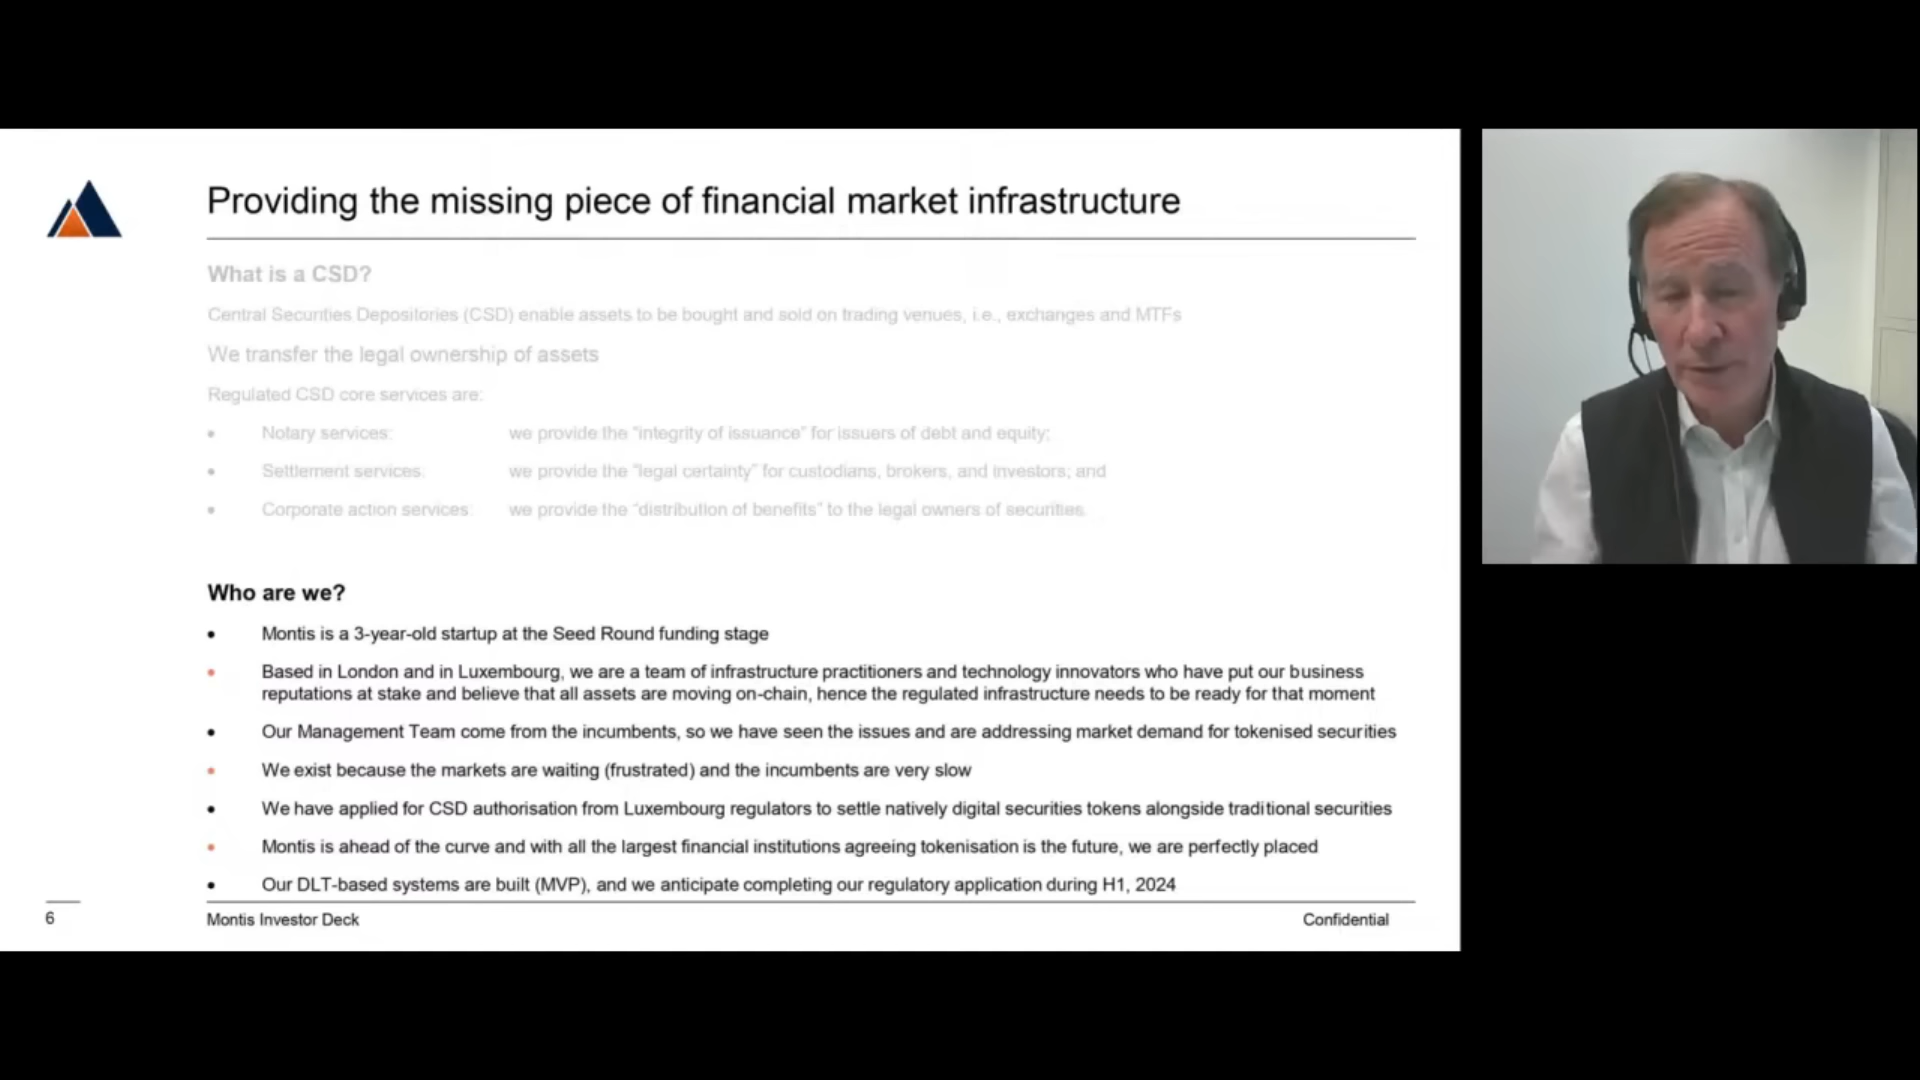 Providing the missing piece of financial market infrastructure
What is a CSD?
Central Securities Depositories (CSD) enable assets to be bought and sold on trading venues, i.e., exchanges and MTFs
We transfer the legal ownership of assets
Regulated CSD core services are:
• Notary services: we provide the "integrity of issuance" for issuers of debt and equity;
• Settlement services: we provide the "legal certainty" for custodians, brokers, and investors; and
• Corporate action services: we provide the "distribution of benefits" to the legal owners of securities.
Who are we?
• Montis is a 3-year-old startup at the Seed Round funding stage
• Based in London and in Luxembourg, we are a team of infrastructure practitioners and technology innovators who have put our business
reputations at stake and believe that all assets are moving on-chain, hence the regulated infrastructure needs to be ready for that moment
• Our Management Team come from the incumbents, so we have seen the issues and are addressing market demand for tokenised securities
• We exist because the markets are waiting (frustrated) and the incumbents are very slow
• We have applied for CSD authorisation from Luxembourg regulators to settle natively digital securities tokens alongside traditional securities
• Montis is ahead of the curve and with all the largest financial institutions agreeing tokenisation is the future, we are perfectly placed
• Our DLT-based systems are built (MVP), and we anticipate completing our regulatory application during H1, 2024
6 Montis Investor Deck Confidential